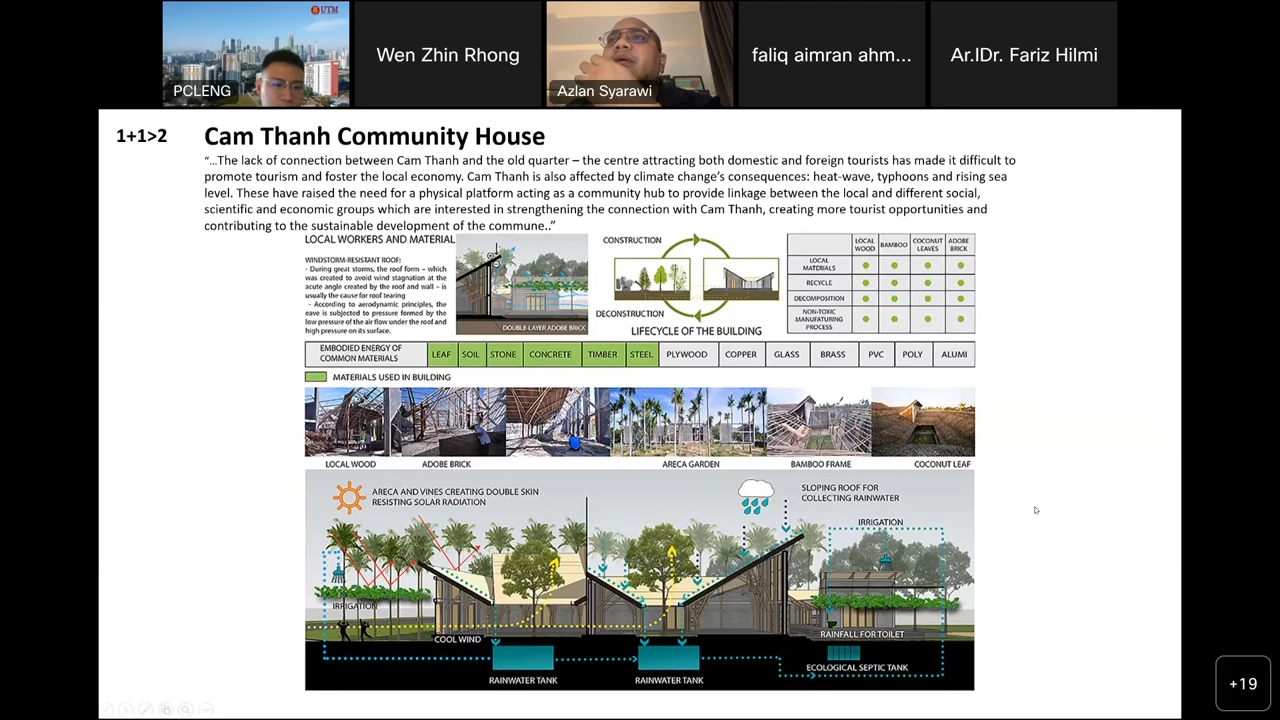 UTM
PCLENG
Wen Zhin Rhong
Azlan Syarawi
faliq aimran ahm...
Ar.IDr. Fariz Hilmi
1+1>2
Cam Thanh Community House
“…The lack of connection between Cam Thanh and the old quarter – the centre attracting both domestic and foreign tourists has made it difficult to
promote tourism and foster the local economy. Cam Thanh is also affected by climate change’s consequences: heat-wave, typhoons and rising sea
level. These have raised the need for a physical platform acting as a community hub to provide linkage between the local and different social,
scientific and economic groups which are interested in strengthening the connection with Cam Thanh, creating more tourist opportunities and
contributing to the sustainable development of the commune..”
LOCAL WORKERS AND MATERIAL
WINDSTORM-RESISTANT ROOF:
- During great storms, the roof form – which
was created to avoid wind stagnation at the
acute angle created by the roof and wall – is
usually the cause for roof tearing
- According to aerodynamic principles, the
eave is subjected to pressure formed by the
low pressure of the air flow under the roof and
high pressure on its surface.
DOUBLE-LAYER ADOBE BRICK
CONSTRUCTION
DECONSTRUCTION
LIFECYCLE OF THE BUILDING
LOCAL
WOOD
BAMBOO
COCONUT
LEAVES
ADOBE
BRICK
LOCAL
MATERIALS
RECYCLE
DECOMPOSITION
NON-TOXIC
MANUFATURING
PROCESS
EMBODIED ENERGY OF
COMMON MATERIALS
LEAF
SOIL
STONE
CONCRETE
TIMBER
STEEL
PLYWOOD
COPPER
GLASS
BRASS
PVC
POLY
ALUMI
MATERIALS USED IN BUILDING
LOCAL WOOD
ADOBE BRICK
ARECA GARDEN
BAMBOO FRAME
COCONUT LEAF
ARECA AND VINES CREATING DOUBLE SKIN
RESISTING SOLAR RADIATION
SLOPING ROOF FOR
COLLECTING RAINWATER
IRRIGATION
IRRIGATION
COOL WIND
RAINFALL FOR TOILET
ECOLOGICAL SEPTIC TANK
RAINWATER TANK
RAINWATER TANK
+19